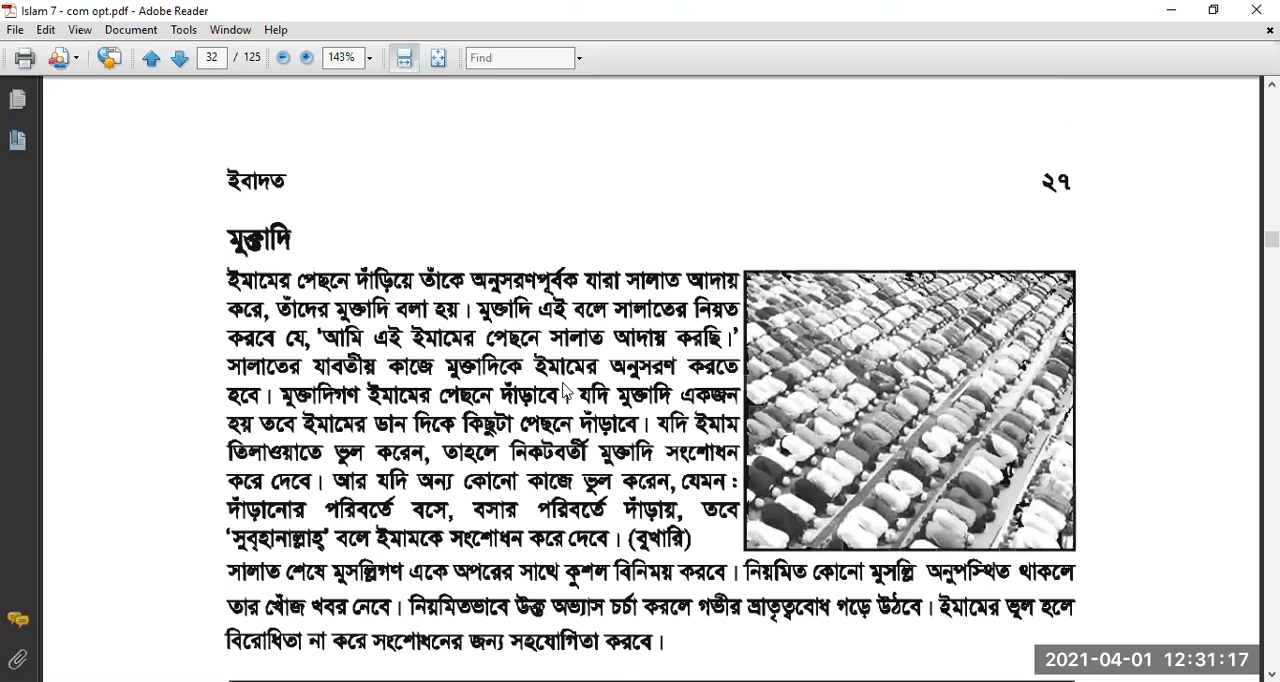 Islam 7 - com opt.pdf - Adobe Reader
File Edit View Document Tools Window Help
32 / 125 143% Find
ইবাদত ২৭
মুক্তাদি
ইমামের পেছনে দাঁড়িয়ে তাঁকে অনুসরণপূর্বক যারা সালাত আদায়
করে, তাঁদের মুক্তাদি বলা হয়। মুক্তাদি এই বলে সালাতের নিয়ত
করবে যে, ‘আমি এই ইমামের পেছনে সালাত আদায় করছি।’
সালাতের যাবতীয় কাজে মুক্তাদিকে ইমামের অনুসরণ করতে
হবে। মুক্তাদিগণ ইমামের পেছনে দাঁড়াবে। যদি মুক্তাদি একজন
হয় তবে ইমামের ডান দিকে কিছুটা পেছনে দাঁড়াবে। যদি ইমাম
তিলাওয়াতে ভুল করেন, তাহলে নিকটবর্তী মুক্তাদি সংশোধন
করে দেবে। আর যদি অন্য কোনো কাজে ভুল করেন, যেমন :
দাঁড়ানোর পরিবর্তে বসে, বসার পরিবর্তে দাঁড়ায়, তবে
‘সুব্‌হানাল্লাহ্‌’ বলে ইমামকে সংশোধন করে দেবে। (বুখারি)
সালাত শেষে মুসল্লিগণ একে অপরের সাথে কুশল বিনিময় করবে। নিয়মিত কোনো মুসল্লি অনুপস্থিত থাকলে
তার খোঁজ খবর নেবে। নিয়মিতভাবে উক্ত অভ্যাস চর্চা করলে গভীর ভ্রাতৃত্ববোধ গড়ে উঠবে। ইমামের ভুল হলে
বিরোধিতা না করে সংশোধনের জন্য সহযোগিতা করবে।
2021-04-01 12:31:17